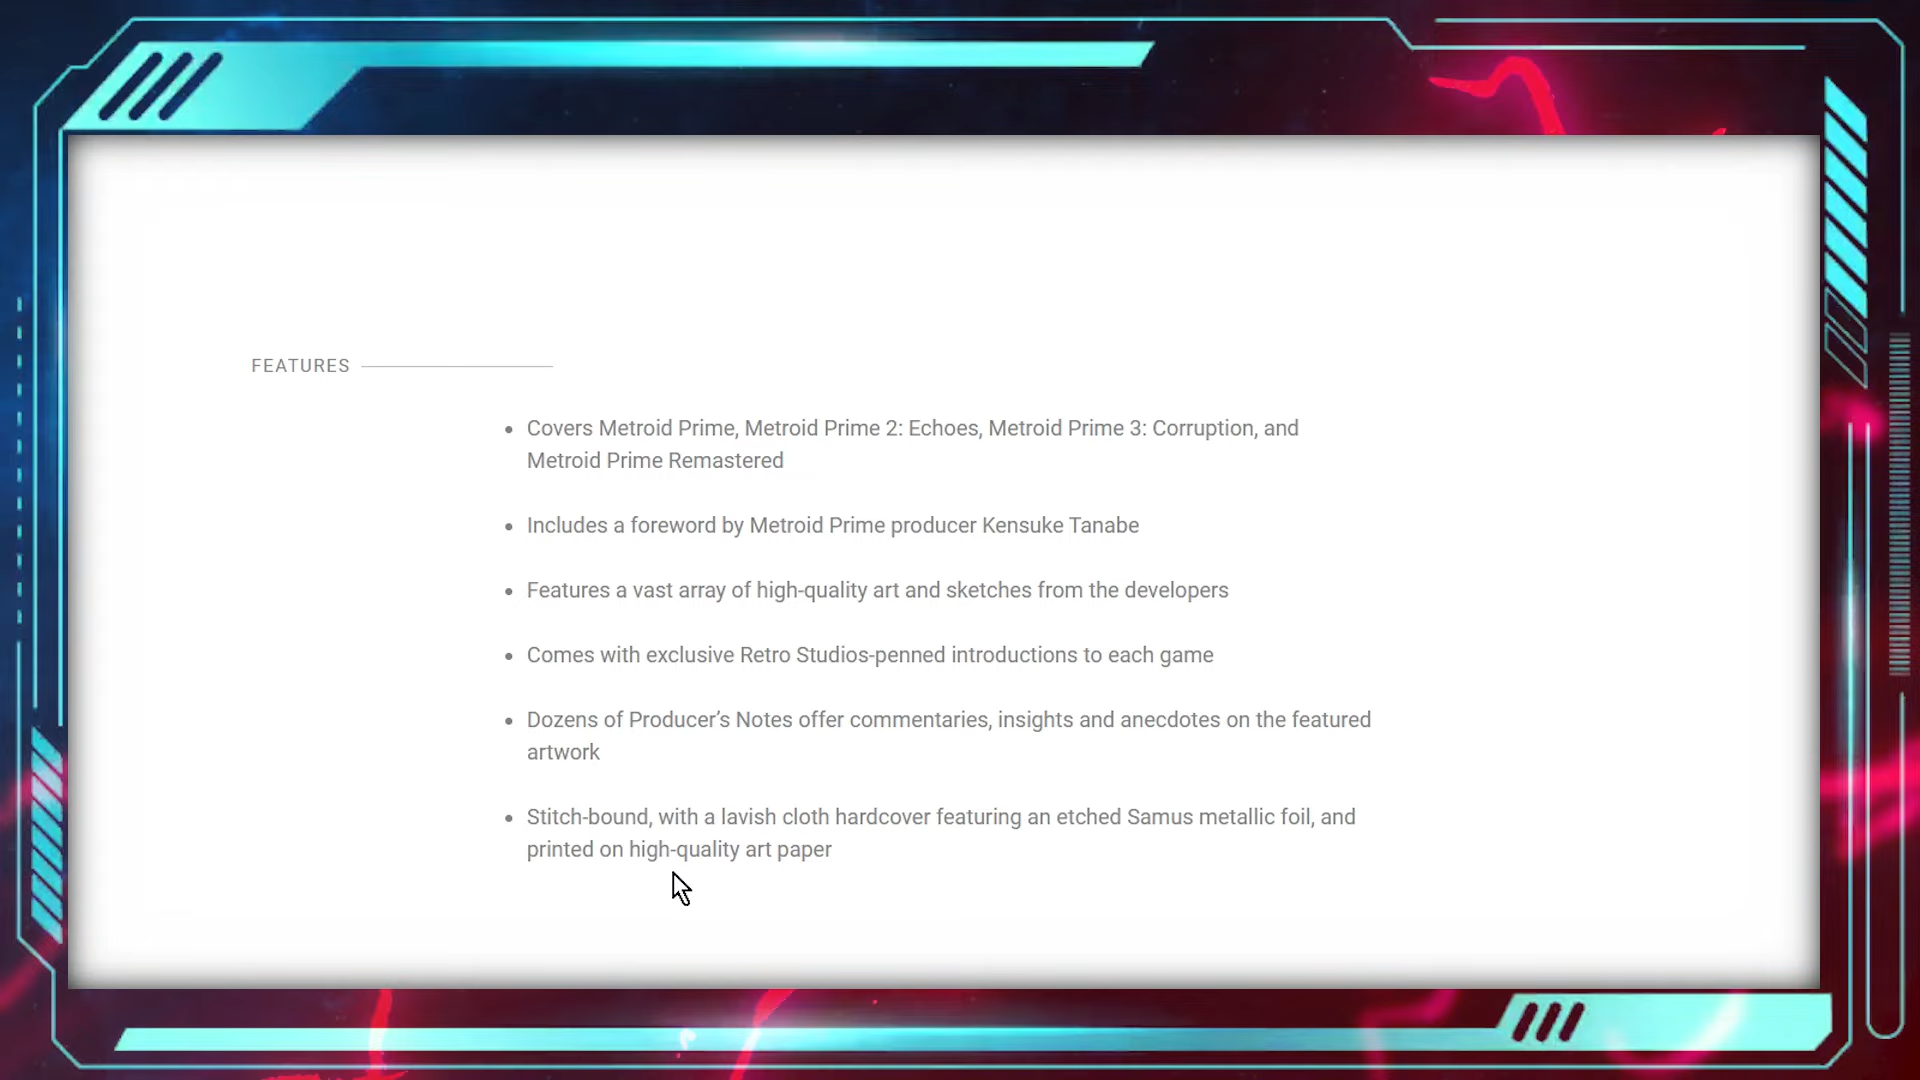 FEATURES
• Covers Metroid Prime, Metroid Prime 2: Echoes, Metroid Prime 3: Corruption, and
Metroid Prime Remastered
• Includes a foreword by Metroid Prime producer Kensuke Tanabe
• Features a vast array of high-quality art and sketches from the developers
• Comes with exclusive Retro Studios-penned introductions to each game
• Dozens of Producer’s Notes offer commentaries, insights and anecdotes on the featured
artwork
• Stitch-bound, with a lavish cloth hardcover featuring an etched Samus metallic foil, and
printed on high-quality art paper